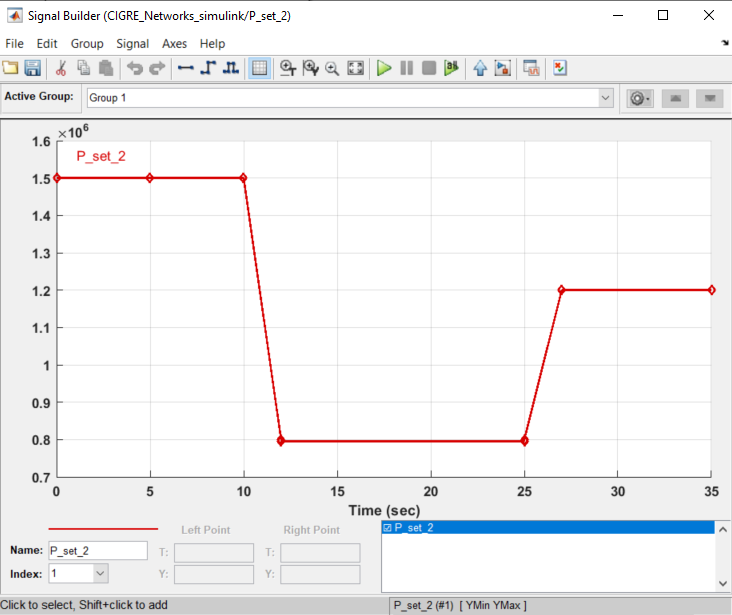 Signal Builder (CIGRE_Networks_simulink/P_set_2)
File Edit Group Signal Axes Help
Active Group: Group 1
×10^6
1.6
P_set_2
1.5
1.4
1.3
1.2
1.1
1
0.9
0.8
0.7
0 5 10 15 20 25 30 35
Time (sec)
Left Point Right Point
P_set_2
Name: P_set_2 T: T:
Index: 1 Y: Y:
Click to select, Shift+click to add
P_set_2 (#1) [ YMin YMax ]